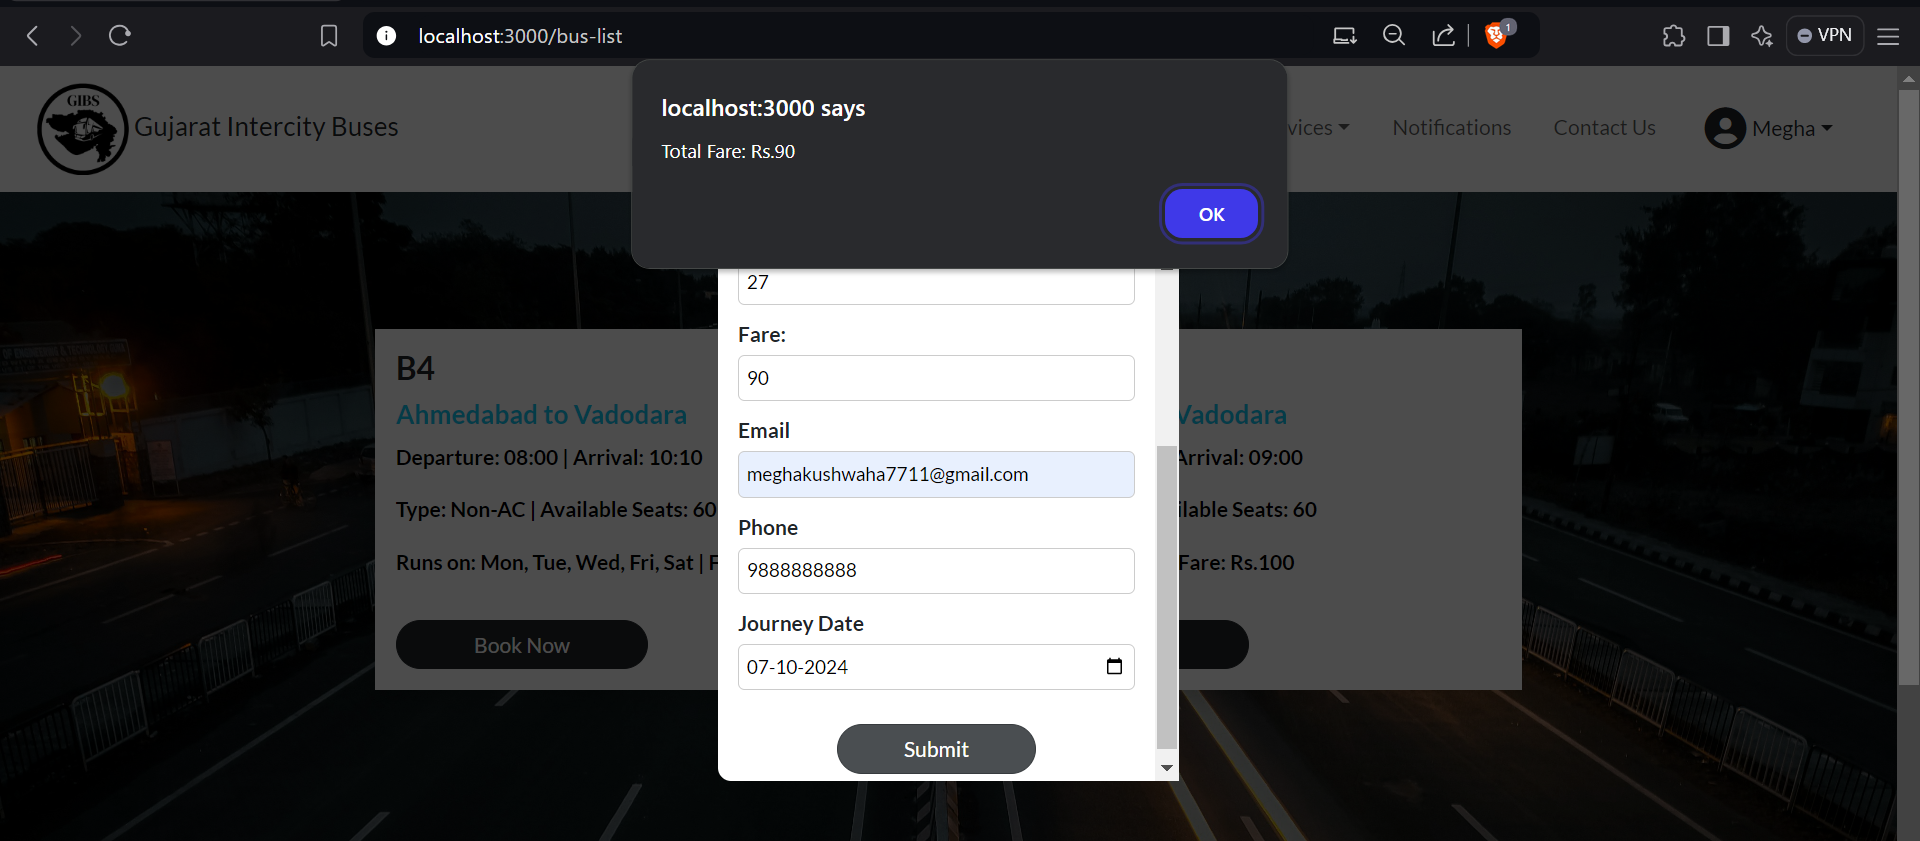 localhost:3000/bus-list
1
VPN
GIBS
Gujarat Intercity Buses
vices
Notifications
Contact Us
Megha
localhost:3000 says
Total Fare: Rs.90
OK
27
Fare:
90
Email
meghakushwaha7711@gmail.com
Phone
9888888888
Journey Date
07-10-2024
Submit
B4
Ahmedabad to Vadodara
Departure: 08:00 | Arrival: 10:10
Type: Non-AC | Available Seats: 60
Runs on: Mon, Tue, Wed, Fri, Sat | F
Book Now
Vadodara
Arrival: 09:00
ilable Seats: 60
Fare: Rs.100